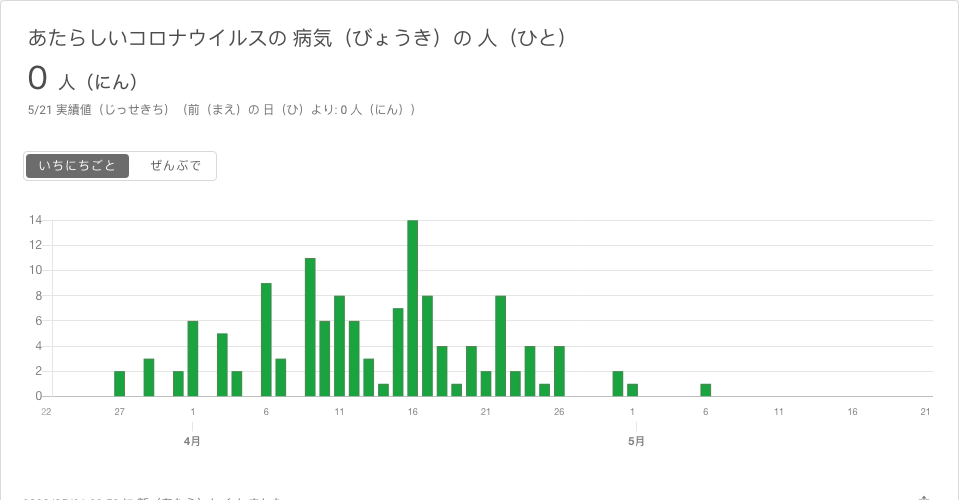 あたらしいコロナウイルスの 病気（びょうき）の 人（ひと）
0 人（にん）
5/21 実績値（じっせきち）（前（まえ）の 日（ひ）より: 0 人（にん））
いちにちごと ぜんぶで
14
12
10
8
6
4
2
0
22 27 1 6 11 16 21 26 1 6 11 16 21
4月 5月